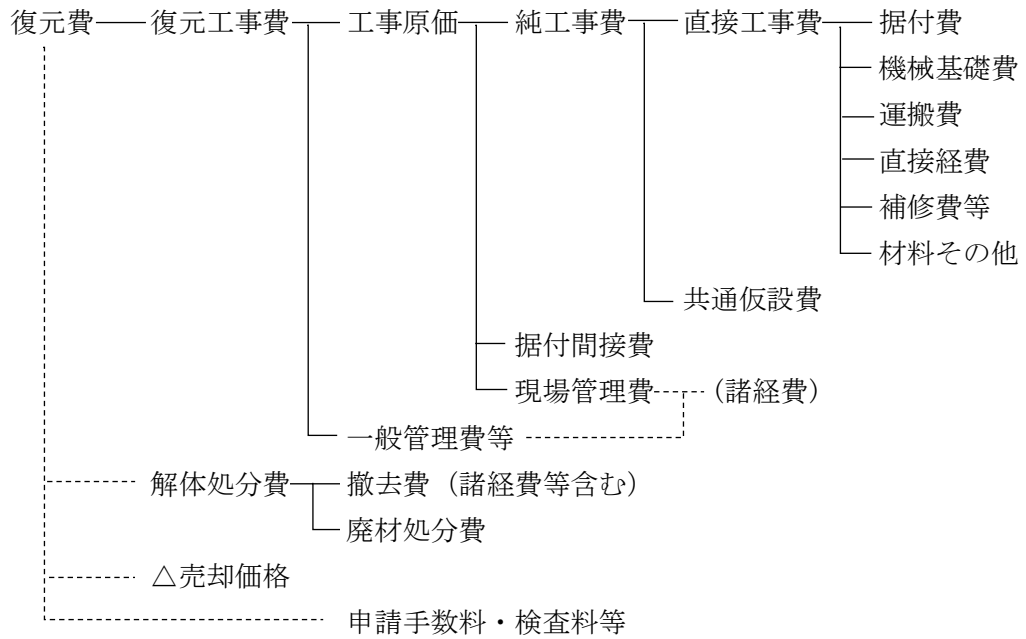 復元費 復元工事費 工事原価 純工事費 直接工事費 据付費
機械基礎費
運搬費
直接経費
補修費等
材料その他
共通仮設費
据付間接費
現場管理費 (諸経費)
一般管理費等
解体処分費 撤去費（諸経費等含む）
廃材処分費
△売却価格
申請手数料・検査料等